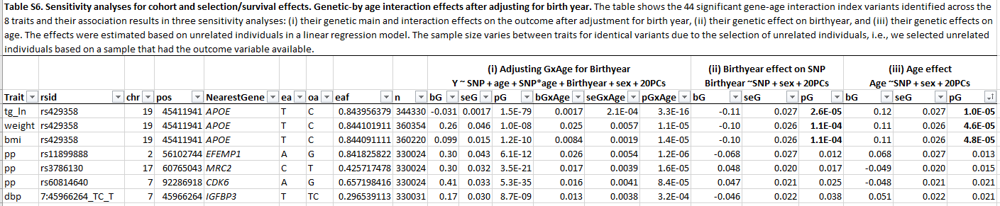 Table S6. Sensitivity analyses for cohort and selection/survival effects. Genetic-by age interaction effects after adjusting for birth year. The table shows the 44 significant gene-age interaction index variants identified across the
8 traits and their association results in three sensitivity analyses: (i) their genetic main and interaction effects on the outcome after adjustment for birth year, (ii) their genetic effect on birthyear, and (iii) their genetic effects on
age. The effects were estimated based on unrelated individuals in a linear regression model. The sample size varies between traits for identical variants due to the selection of unrelated individuals, i.e., we selected unrelated
individuals based on a sample that had the outcome variable available.
(i) Adjusting GxAge for Birthyear (ii) Birthyear effect on SNP (iii) Age effect
Y ~ SNP + age + SNP*age + Birthyear + sex + 20PCs Birthyear ~SNP + sex + 20PCs Age ~SNP + sex + 20PCs
Trait rsid chr pos NearestGene ea oa eaf n bG seG pG bGxAge seGxAge pGxAge bG seG pG bG seG pG
tg_ln rs429358 19 45411941 APOE T C 0.843956379 344330 -0.031 0.0017 1.5E-79 0.0017 2.1E-04 3.3E-16 -0.11 0.027 2.6E-05 0.12 0.027 1.0E-05
weight rs429358 19 45411941 APOE T C 0.844101911 360354 0.26 0.046 1.0E-08 0.025 0.0057 1.1E-05 -0.10 0.026 1.1E-04 0.11 0.026 4.6E-05
bmi rs429358 19 45411941 APOE T C 0.844091111 360220 0.099 0.015 1.2E-10 0.0084 0.0019 1.4E-05 -0.10 0.026 1.1E-04 0.11 0.026 4.8E-05
pp rs11899888 2 56102744 EFEMP1 A G 0.841825822 330024 0.30 0.043 6.1E-12 0.026 0.0054 1.2E-06 -0.068 0.027 0.012 0.068 0.027 0.013
pp rs3786130 17 60765043 MRC2 C T 0.425717478 330024 0.30 0.032 3.5E-21 0.017 0.0039 1.6E-05 0.048 0.020 0.017 -0.049 0.020 0.015
pp rs60814640 7 92286918 CDK6 A G 0.657198416 330024 0.41 0.033 5.3E-35 0.016 0.0041 8.4E-05 0.047 0.021 0.025 -0.048 0.021 0.021
dbp 7:45966264_TC_T 7 45966264 IGFBP3 T TC 0.296539113 330031 0.17 0.030 8.7E-09 0.013 0.0038 3.2E-04 -0.046 0.022 0.038 0.051 0.022 0.021